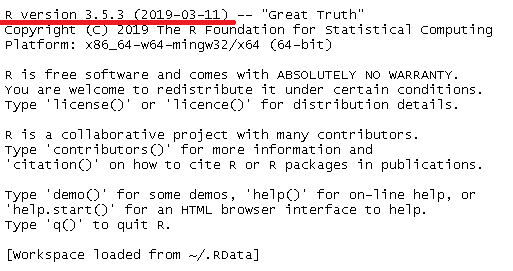 R version 3.5.3 (2019-03-11) -- "Great Truth"
Copyright (C) 2019 The R Foundation for Statistical Computing
Platform: x86_64-w64-mingw32/x64 (64-bit)
R is free software and comes with ABSOLUTELY NO WARRANTY.
You are welcome to redistribute it under certain conditions.
Type 'license()' or 'licence()' for distribution details.
R is a collaborative project with many contributors.
Type 'contributors()' for more information and
'citation()' on how to cite R or R packages in publications.
Type 'demo()' for some demos, 'help()' for on-line help, or
'help.start()' for an HTML browser interface to help.
Type 'q()' to quit R.
[Workspace loaded from ~/.RData]